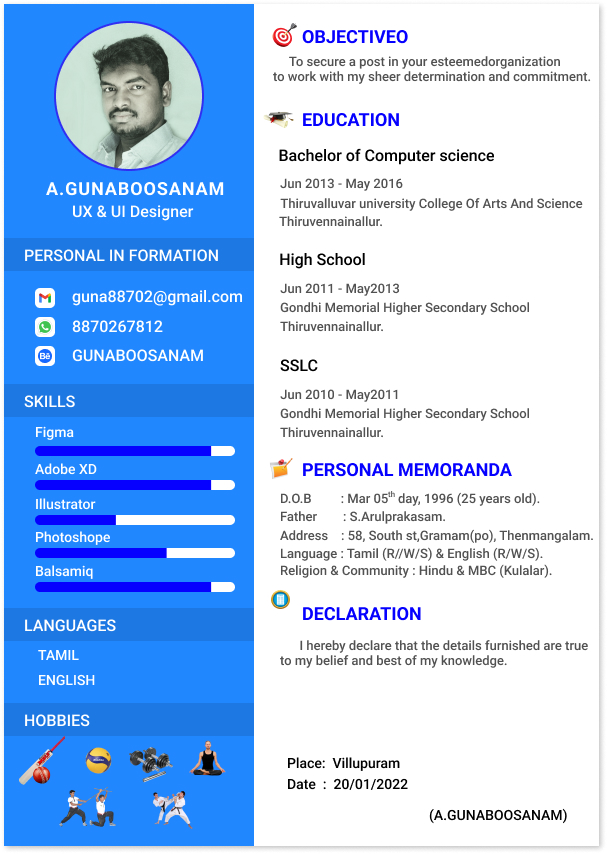 A.GUNABOOSANAM
UX & UI Designer
PERSONAL IN FORMATION
guna88702@gmail.com
8870267812
Bē GUNABOOSANAM
SKILLS
Figma
Adobe XD
Illustrator
Photoshope
Balsamiq
LANGUAGES
TAMIL
ENGLISH
HOBBIES
OBJECTIVEO
To secure a post in your esteemedorganization
to work with my sheer determination and commitment.
EDUCATION
Bachelor of Computer science
Jun 2013 - May 2016
Thiruvalluvar university College Of Arts And Science
Thiruvennainallur.
High School
Jun 2011 - May2013
Gondhi Memorial Higher Secondary School
Thiruvennainallur.
SSLC
Jun 2010 - May2011
Gondhi Memorial Higher Secondary School
Thiruvennainallur.
PERSONAL MEMORANDA
D.O.B : Mar 05th day, 1996 (25 years old).
Father : S.Arulprakasam.
Address : 58, South st,Gramam(po), Thenmangalam.
Language : Tamil (R//W/S) & English (R/W/S).
Religion & Community : Hindu & MBC (Kulalar).
DECLARATION
I hereby declare that the details furnished are true
to my belief and best of my knowledge.
Place: Villupuram
Date : 20/01/2022
(A.GUNABOOSANAM)